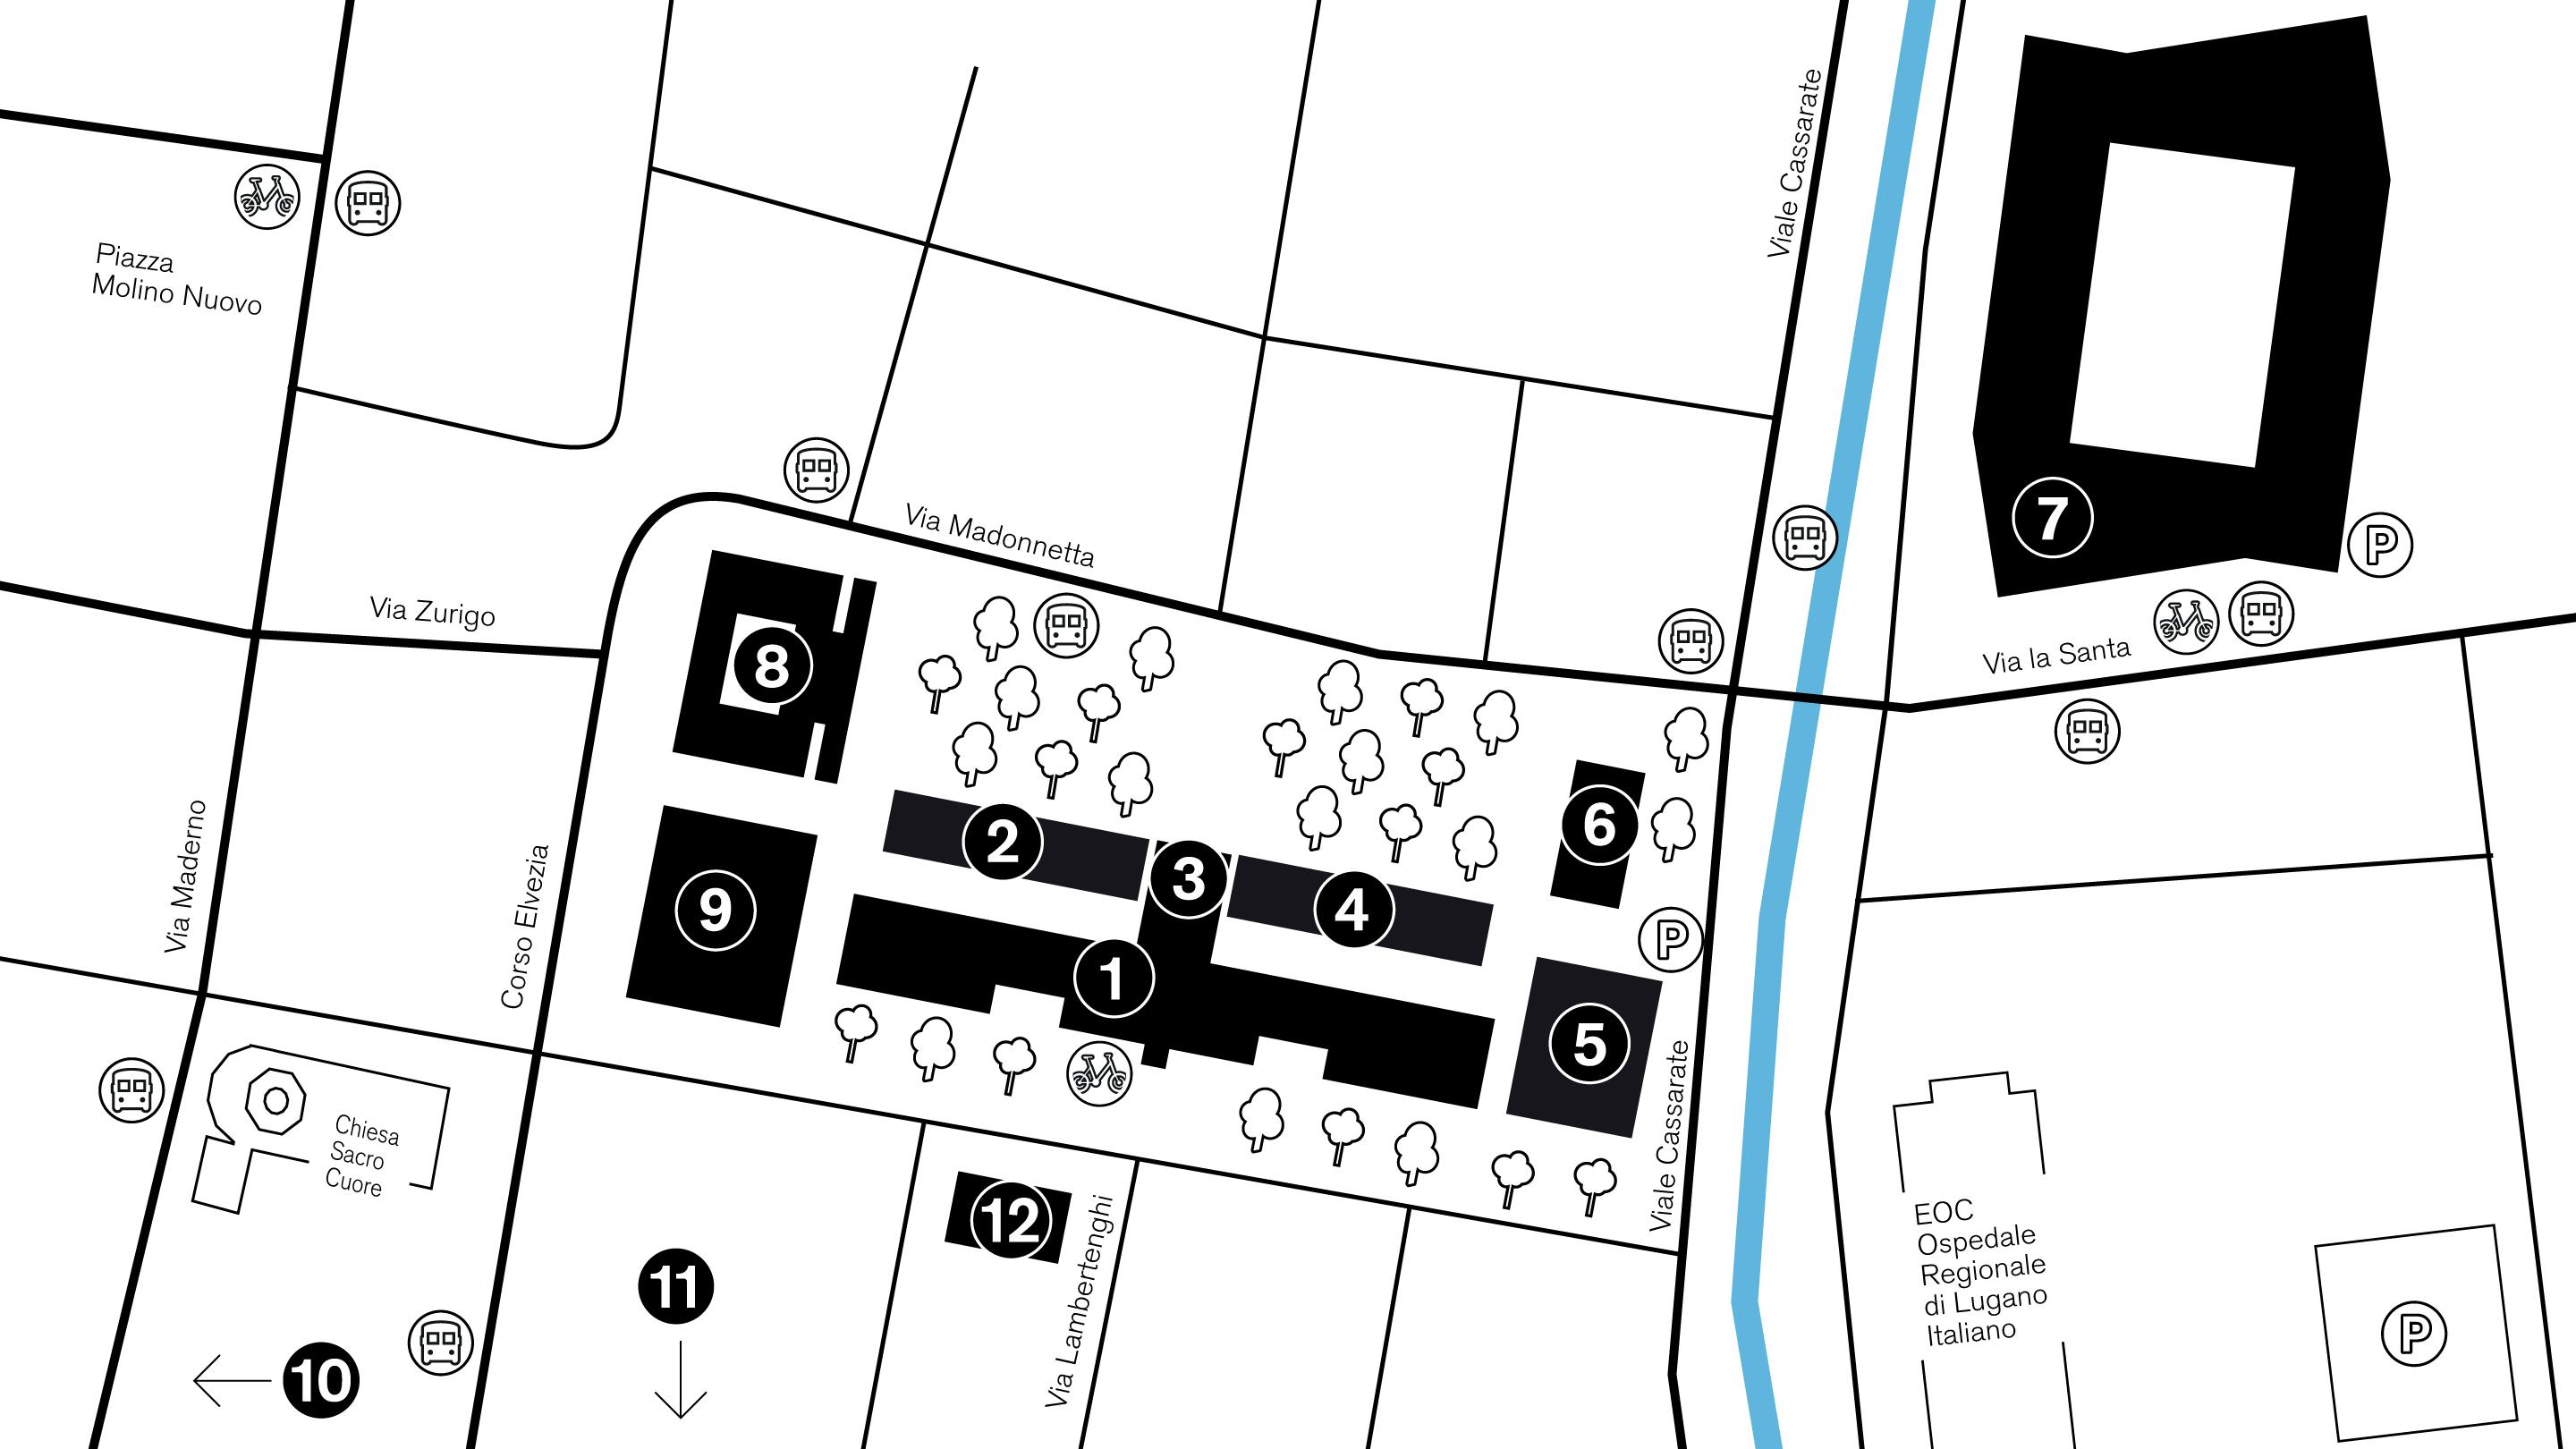 Viale Cassarate
Piazza
Molino Nuovo
7
Via Madonnetta
P
Via Zurigo
Via la Santa
8
2
6
3
4
9
P
1
Via Maderno
Corso Elvezia
5
Viale Cassarate
Chiesa
Sacro
Cuore
12
Via Lambertenghi
EOC
Ospedale
Regionale
di Lugano
Italiano
11
P
10